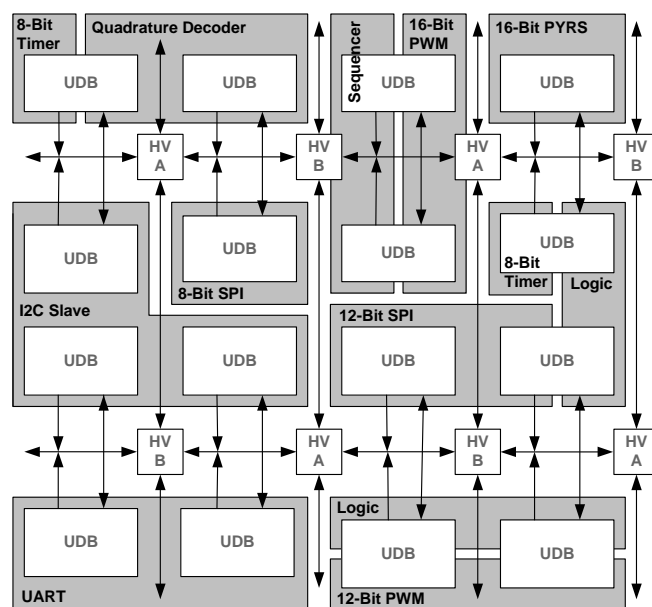 8-Bit
Timer
Quadrature Decoder
Sequencer
16-Bit
PWM
16-Bit PYRS
UDB
UDB
UDB
UDB
HV
A
HV
B
HV
A
HV
B
UDB
UDB
UDB
UDB
8-Bit
Timer
Logic
8-Bit SPI
I2C Slave
12-Bit SPI
UDB
UDB
UDB
UDB
HV
B
HV
A
HV
B
HV
A
Logic
UDB
UDB
UDB
UDB
UART
12-Bit PWM